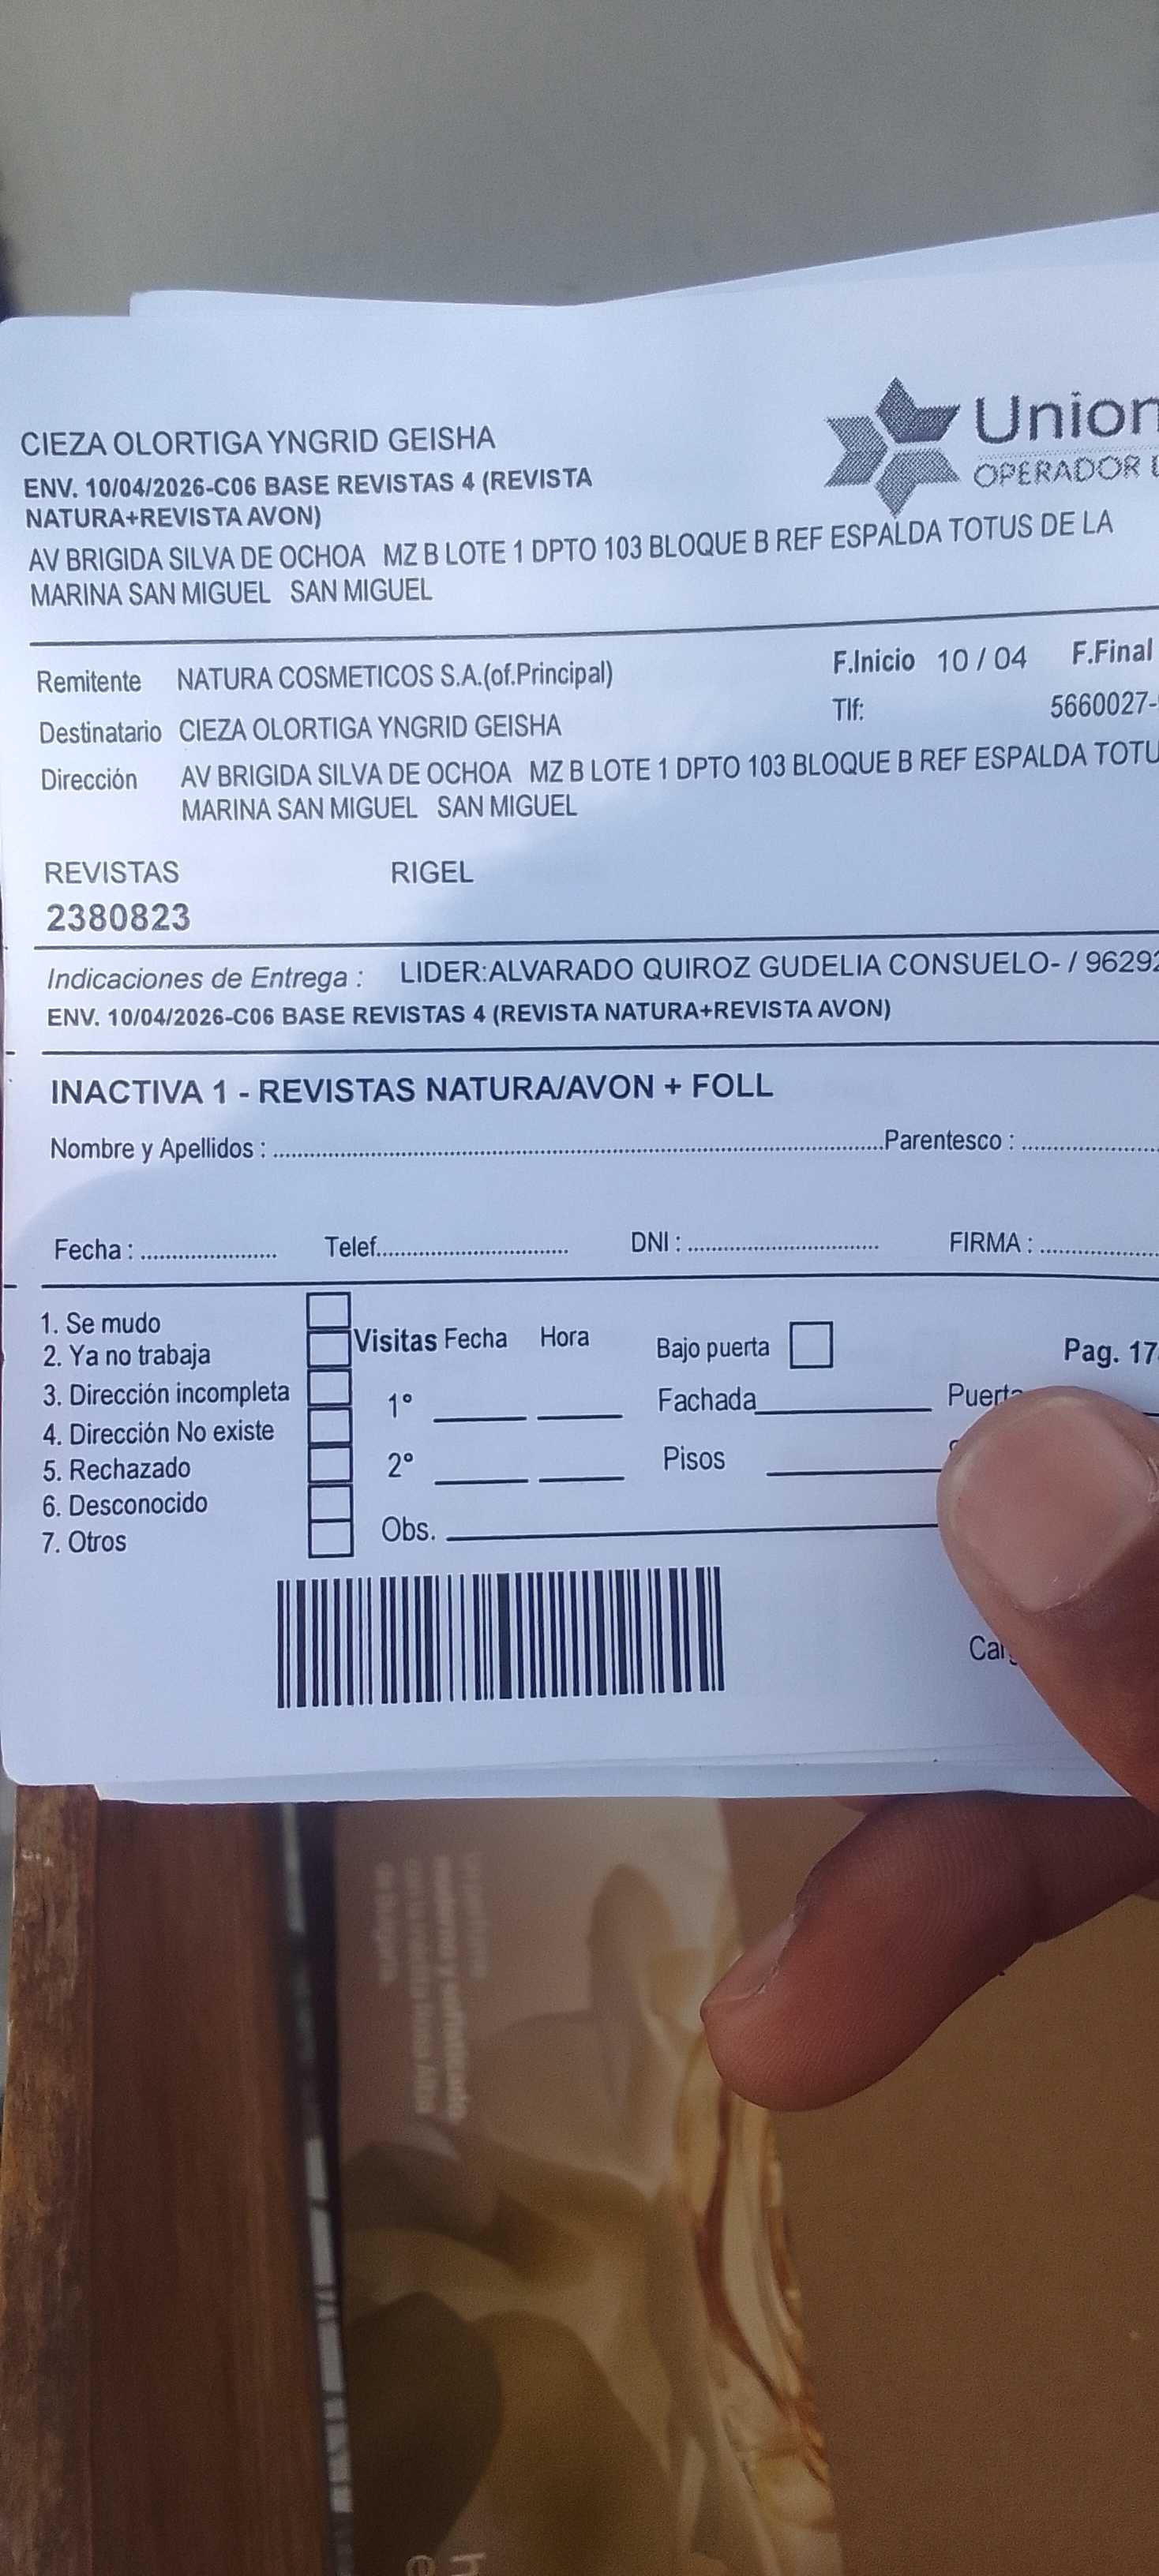 CIEZA OLORTIGA YNGRID GEISHA
ENV. 10/04/2026-C06 BASE REVISTAS 4 (REVISTA
NATURA+REVISTA AVON)
AV BRIGIDA SILVA DE OCHOA MZ B LOTE 1 DPTO 103 BLOQUE B REF ESPALDA TOTUS DE LA
MARINA SAN MIGUEL SAN MIGUEL
Union
OPERADOR
Remitente NATURA COSMETICOS S.A.(of.Principal)
F.Inicio 10 / 04 F.Final
Destinatario CIEZA OLORTIGA YNGRID GEISHA
Tlf: 5660027-
Dirección AV BRIGIDA SILVA DE OCHOA MZ B LOTE 1 DPTO 103 BLOQUE B REF ESPALDA TOTU
MARINA SAN MIGUEL SAN MIGUEL
REVISTAS RIGEL
2380823
Indicaciones de Entrega : LIDER:ALVARADO QUIROZ GUDELIA CONSUELO- / 96292
ENV. 10/04/2026-C06 BASE REVISTAS 4 (REVISTA NATURA+REVISTA AVON)
INACTIVA 1 - REVISTAS NATURA/AVON + FOLL
Nombre y Apellidos : Parentesco :
Fecha : Telef. DNI : FIRMA :
1. Se mudo
2. Ya no trabaja
3. Dirección incompleta
4. Dirección No existe
5. Rechazado
6. Desconocido
7. Otros
Visitas Fecha Hora
1°
2°
Obs.
Bajo puerta
Fachada
Pisos
Pag. 17
Puerta